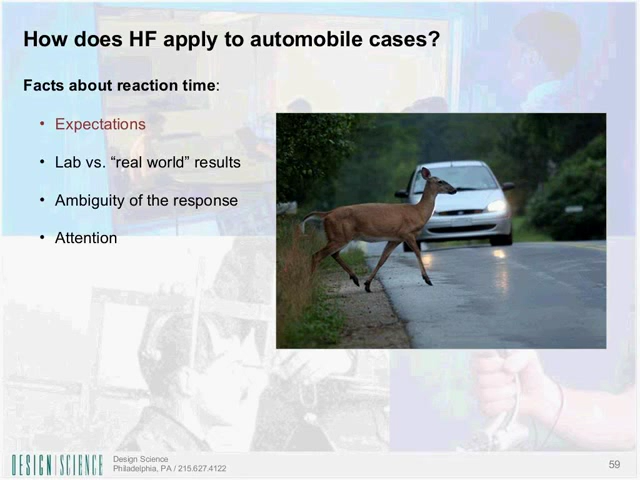 How does HF apply to automobile cases?
Facts about reaction time:
• Expectations
• Lab vs. “real world” results
• Ambiguity of the response
• Attention
DESIGN|SCIENCE
Design Science
Philadelphia, PA / 215.627.4122
59